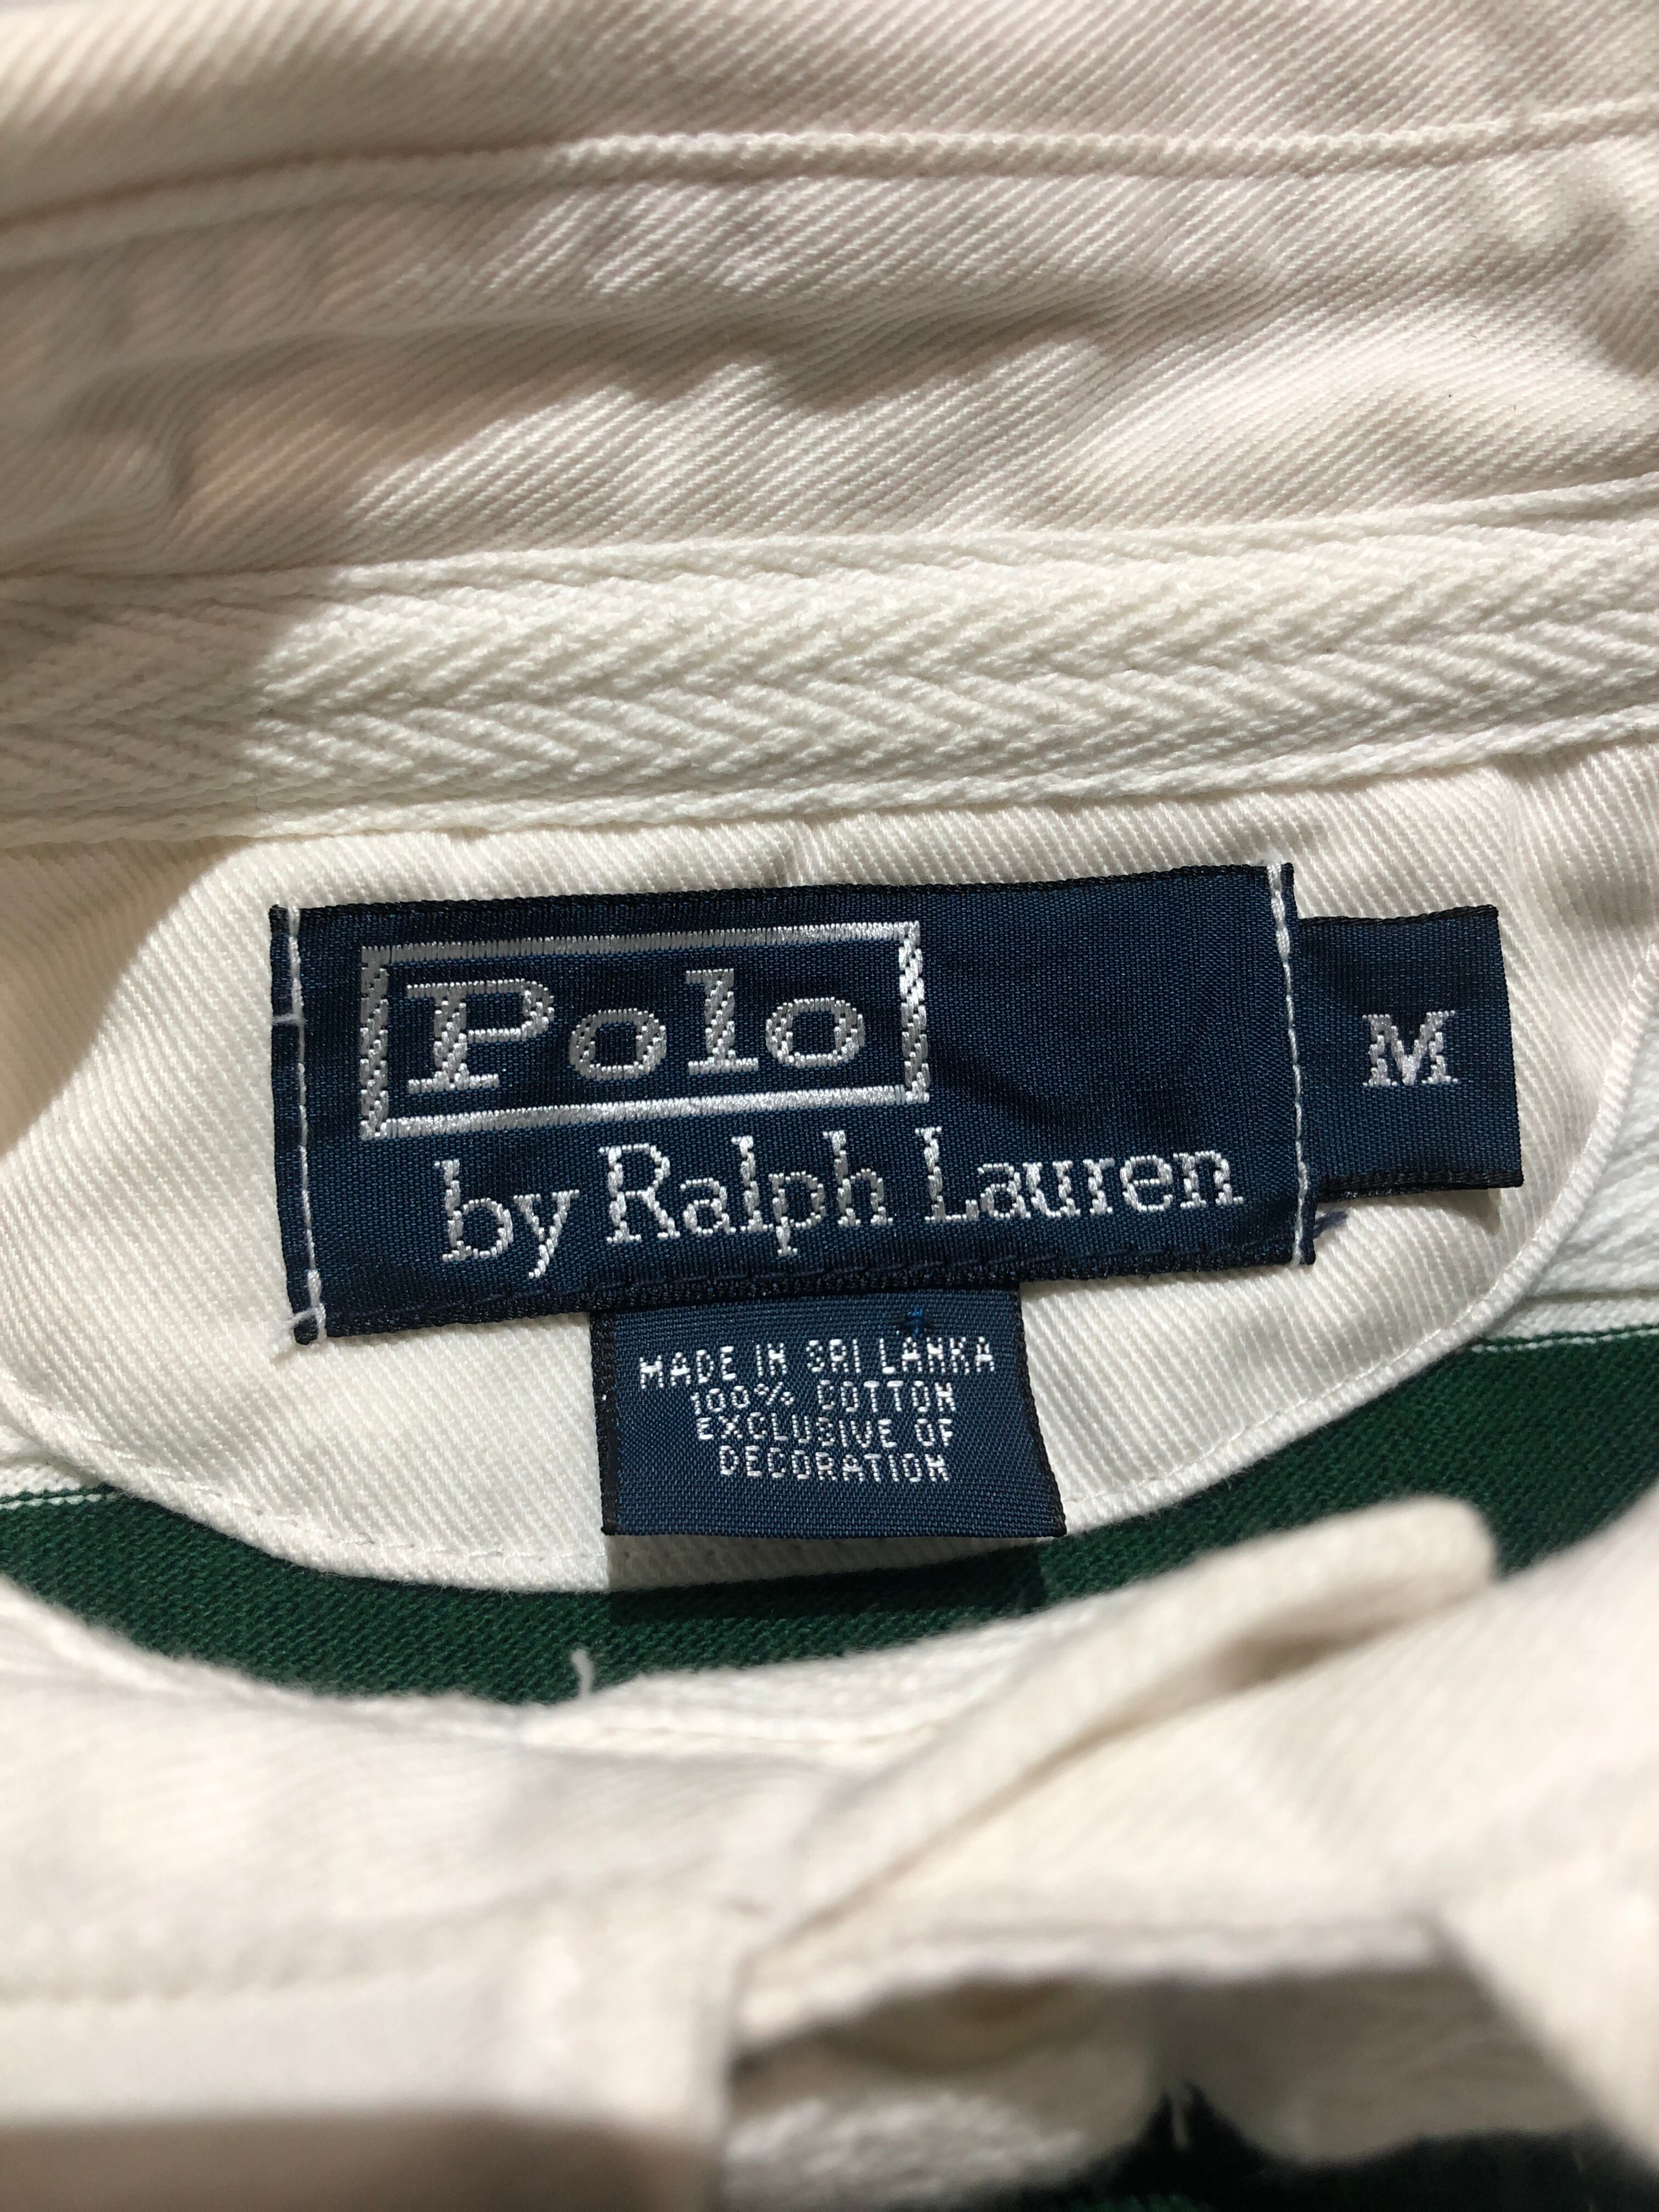 Polo
by Ralph Lauren
M
MADE IN SRI LANKA
100% COTTON
EXCLUSIVE OF
DECORATION